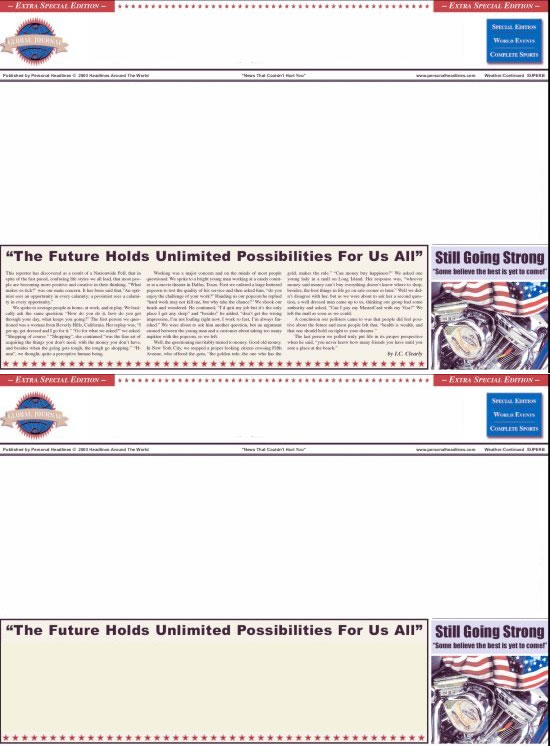 – EXTRA SPECIAL EDITION –
– EXTRA SPECIAL EDITION –
GLOBAL JOURNAL
SPECIAL EDITION
WORLD EVENTS
COMPLETE SPORTS
Published by Personal Headlines © 2003 Headlines Around The World
"News That Couldn't Hurt You"
www.personalheadlines.com
Weather:Continued SUPERB
“The Future Holds Unlimited Possibilities For Us All”
This reporter has discovered as a result of a Nationwide Poll, that in
spite of the fast paced, confusing life styles we all lead, that most peo-
ple are becoming more positive and creative in their thinking. "What
makes us tick?" was our main concern. It has been said that, "An opti-
mist sees an opportunity in every calamity; a pessimist sees a calam-
ity in every opportunity."
We spoke to average people in home, at work, and at play. We basi-
cally ask the same question. "How do you do it, how do you get
through your day, what keeps you going?" The first person we ques-
tioned was a woman from Beverly Hills, California. Her replay was; "I
get up, get dressed and I go for it." "Go for what we asked?" we asked.
"Shopping of course." "Shopping", she continued "was the fine art of
acquiring the things you don't need, with the money you don't have,
and besides when the going gets tough, the tough go shopping." "H-
mm", we thought, quite a perceptive human being.
Working was a major concern and on the minds of most people
questioned. We spoke to a bright young man working at a candy count-
er in a movie theater in Dallas, Texas. First we ordered a large buttered
popcorn to test the quality of his service and then asked him, "do you
enjoy the challenge of your work?" Handing us our popcorn he replied
"hard work may not kill me, but why take the chance?" We shook our
heads and wondered. He continued, "I'd quit my job but it's the only
place I get any sleep" and "besides" he added, "don't get the wrong
impression, I'm not loafing right now, I work so fast, I'm always fin-
ished." We were about to ask him another question, but an argument
started between the young man and a customer about taking too many
napkins with the popcorn, so we left.
Well, the questioning inevitably turned to money. Good old money.
In New York City, we stopped a proper looking citizen crossing Fifth
Avenue, who offered the quip, "the golden rule, the one who has the
gold, makes the rule." "Can money buy happiness?" We asked one
young lady in a mall on Long Island. Her response was, "whoever
money said money can't buy everything doesn't know where to shop,
besides, the best things in life go on sale sooner or later." Well we did-
n't disagree with her, but as we were about to ask her a second ques-
tion, a well dressed man came up to us, thinking our group had some
authority and asked, "Can I pay my MasterCard with my Visa?" We
left the mall as soon as we could.
A conclusion our pollsters came to was that people did feel posi-
tive about the future and most people felt that, "health is wealth, and
that one should hold on tight to your dreams."
The last person we polled truly put life in its proper perspective
when he said, "you never know how many friends you have until you
rent a place at the beach."
by I.C. Clearly
Still Going Strong
"Some believe the best is yet to come!"
– EXTRA SPECIAL EDITION –
– EXTRA SPECIAL EDITION –
GLOBAL JOURNAL
SPECIAL EDITION
WORLD EVENTS
COMPLETE SPORTS
Published by Personal Headlines © 2003 Headlines Around The World
"News That Couldn't Hurt You"
www.personalheadlines.com
Weather:Continued SUPERB
“The Future Holds Unlimited Possibilities For Us All”
Still Going Strong
"Some believe the best is yet to come!"